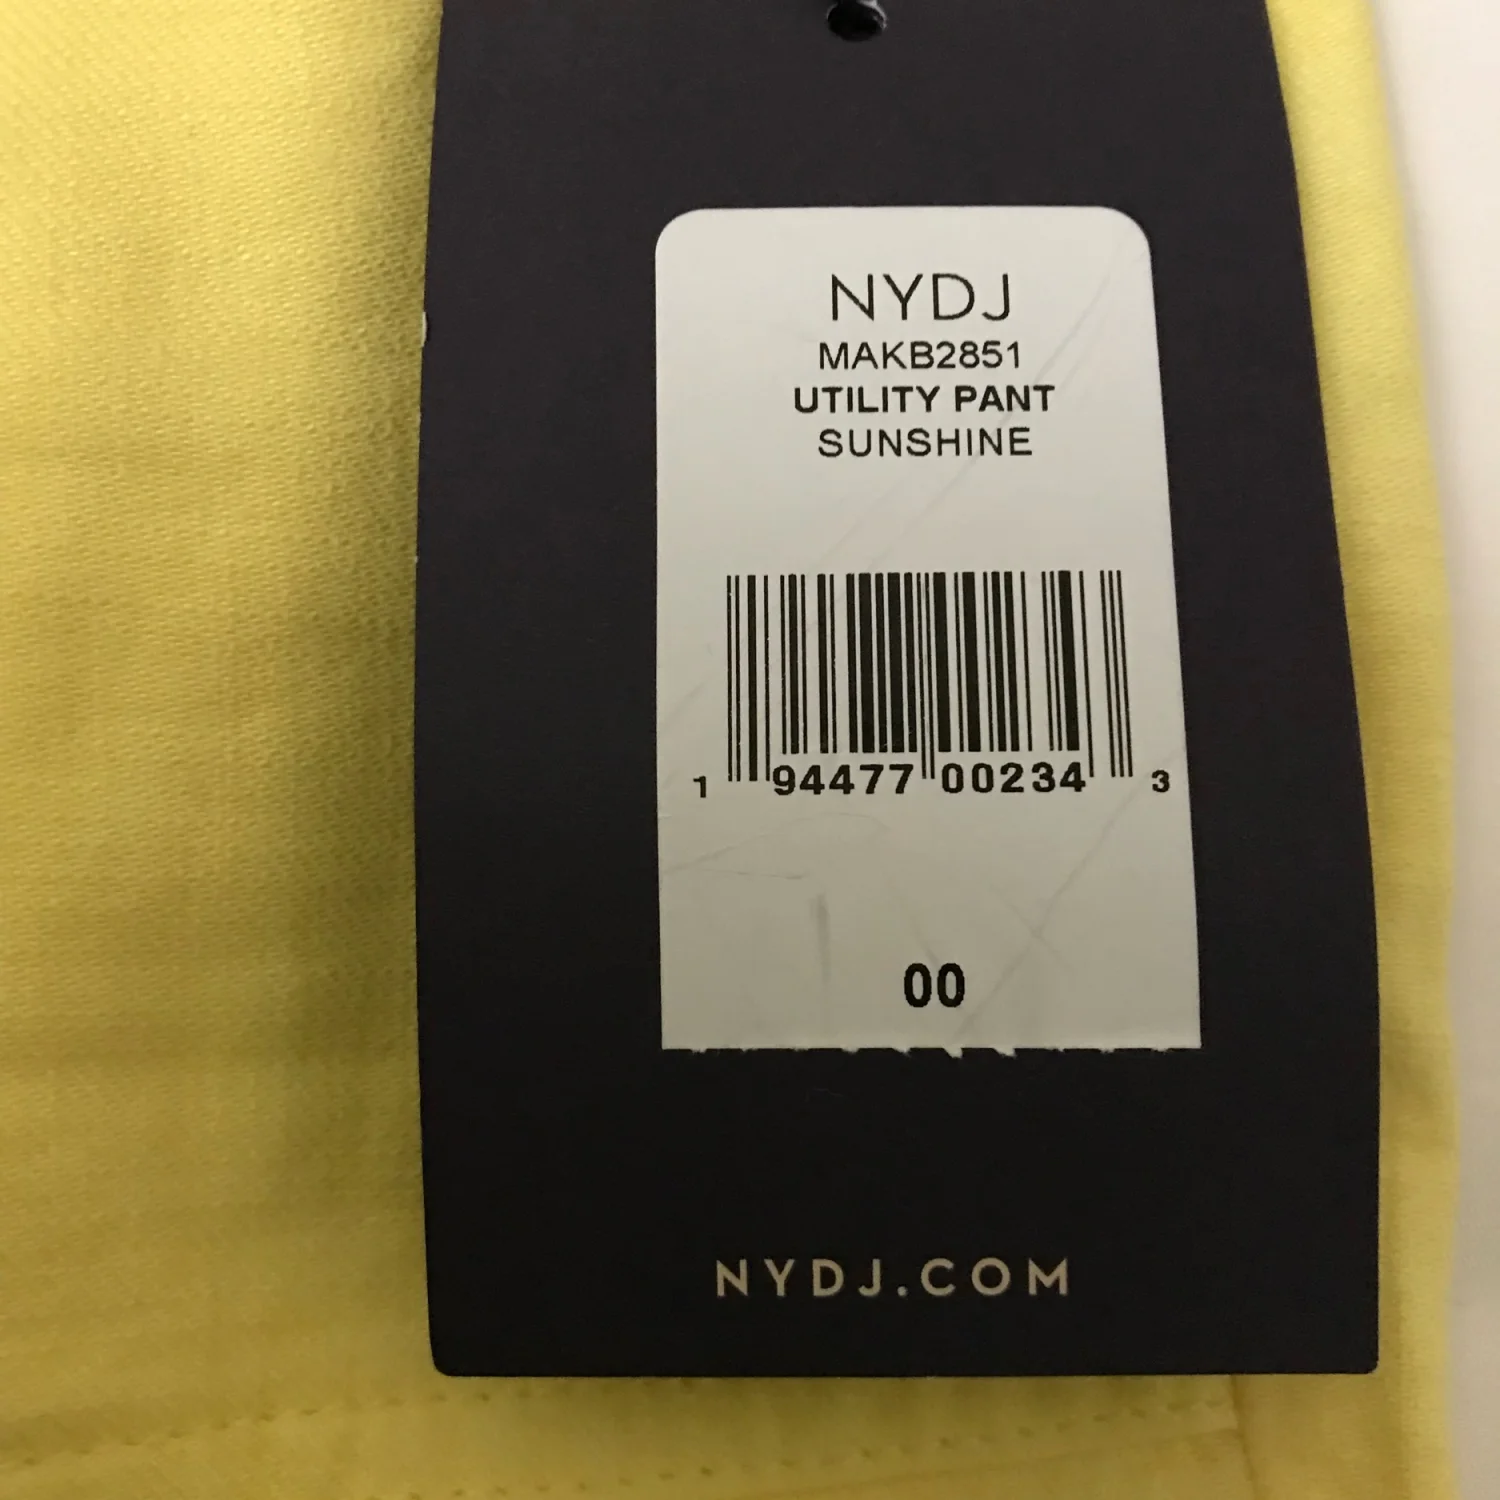 NYDJ
MAKB2851
UTILITY PANT
SUNSHINE
1 94477 00234 3
00
NYDJ.COM